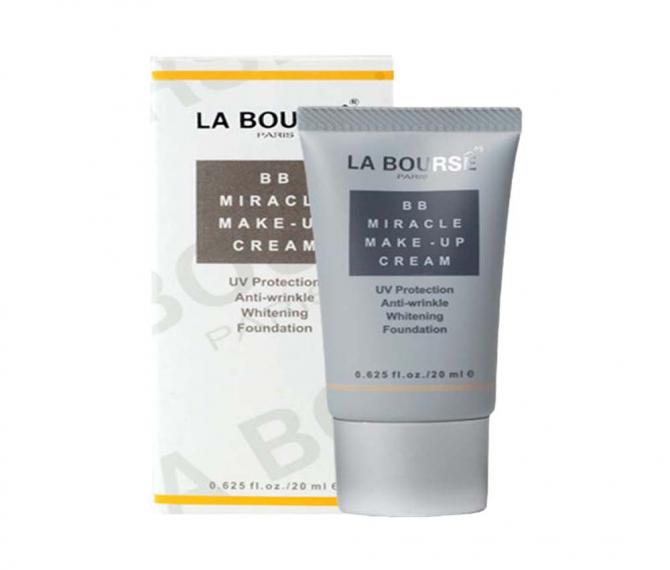 LA BOURSÉ®
PARIS
BB
MIRACLE
MAKE-UP
CREAM
UV Protection
Anti-wrinkle
Whitening
Foundation
0.625 fl.oz./20 ml ℮
LA BOURSÉ™
PARIS
BB
MIRACLE
MAKE-UP
CREAM
UV Protection
Anti-wrinkle
Whitening
Foundation
0.625 fl.oz./20 ml ℮